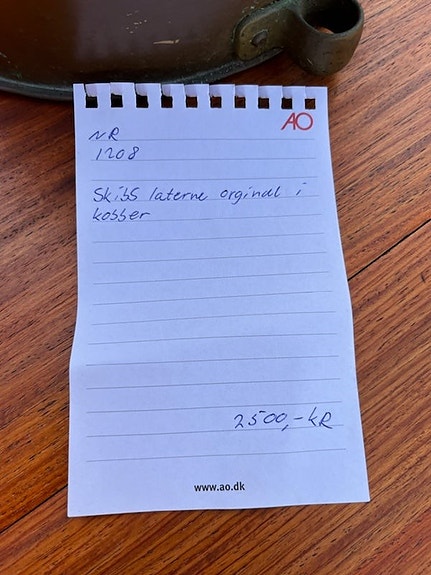 AO
NR
1208
Skibs laterne orginal i
kobber
2500,- kR
www.ao.dk